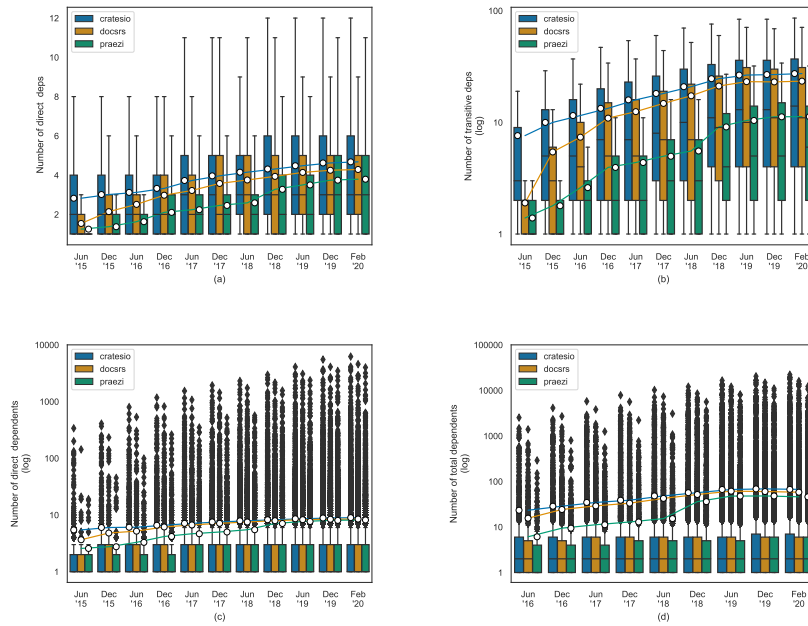 12
10
8
6
4
2
Number of direct deps
cratesio
docsrs
praezi
Jun '15
Dec '15
Jun '16
Dec '16
Jun '17
Dec '17
Jun '18
Dec '18
Jun '19
Dec '19
Feb '20
(a)
100
10
1
Number of transitive deps
(log)
cratesio
docsrs
praezi
Jun '15
Dec '15
Jun '16
Dec '16
Jun '17
Dec '17
Jun '18
Dec '18
Jun '19
Dec '19
Feb '20
(b)
10000
1000
100
10
1
Number of direct dependents
(log)
cratesio
docsrs
praezi
Jun '15
Dec '15
Jun '16
Dec '16
Jun '17
Dec '17
Jun '18
Dec '18
Jun '19
Dec '19
Feb '20
(c)
100000
10000
1000
100
10
1
Number of total dependents
(log)
cratesio
docsrs
praezi
Jun '16
Dec '16
Jun '17
Dec '17
Jun '18
Dec '18
Jun '19
Dec '19
Feb '20
(d)